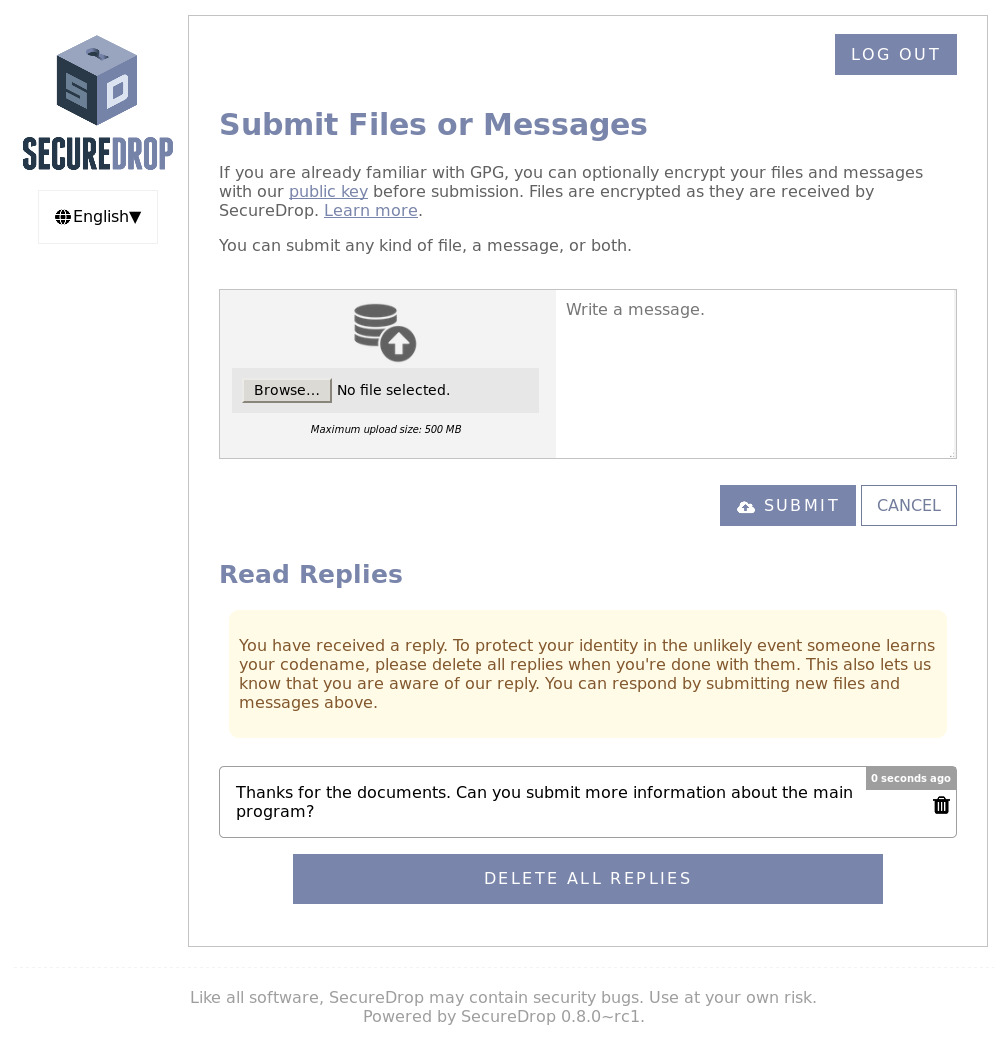 LOG OUT
SD
SECUREDROP
English▼
Submit Files or Messages
If you are already familiar with GPG, you can optionally encrypt your files and messages
with our public key before submission. Files are encrypted as they are received by
SecureDrop. Learn more.
You can submit any kind of file, a message, or both.
Write a message.
Browse... No file selected.
Maximum upload size: 500 MB
SUBMIT
CANCEL
Read Replies
You have received a reply. To protect your identity in the unlikely event someone learns
your codename, please delete all replies when you're done with them. This also lets us
know that you are aware of our reply. You can respond by submitting new files and
messages above.
0 seconds ago
Thanks for the documents. Can you submit more information about the main
program?
DELETE ALL REPLIES
Like all software, SecureDrop may contain security bugs. Use at your own risk.
Powered by SecureDrop 0.8.0~rc1.